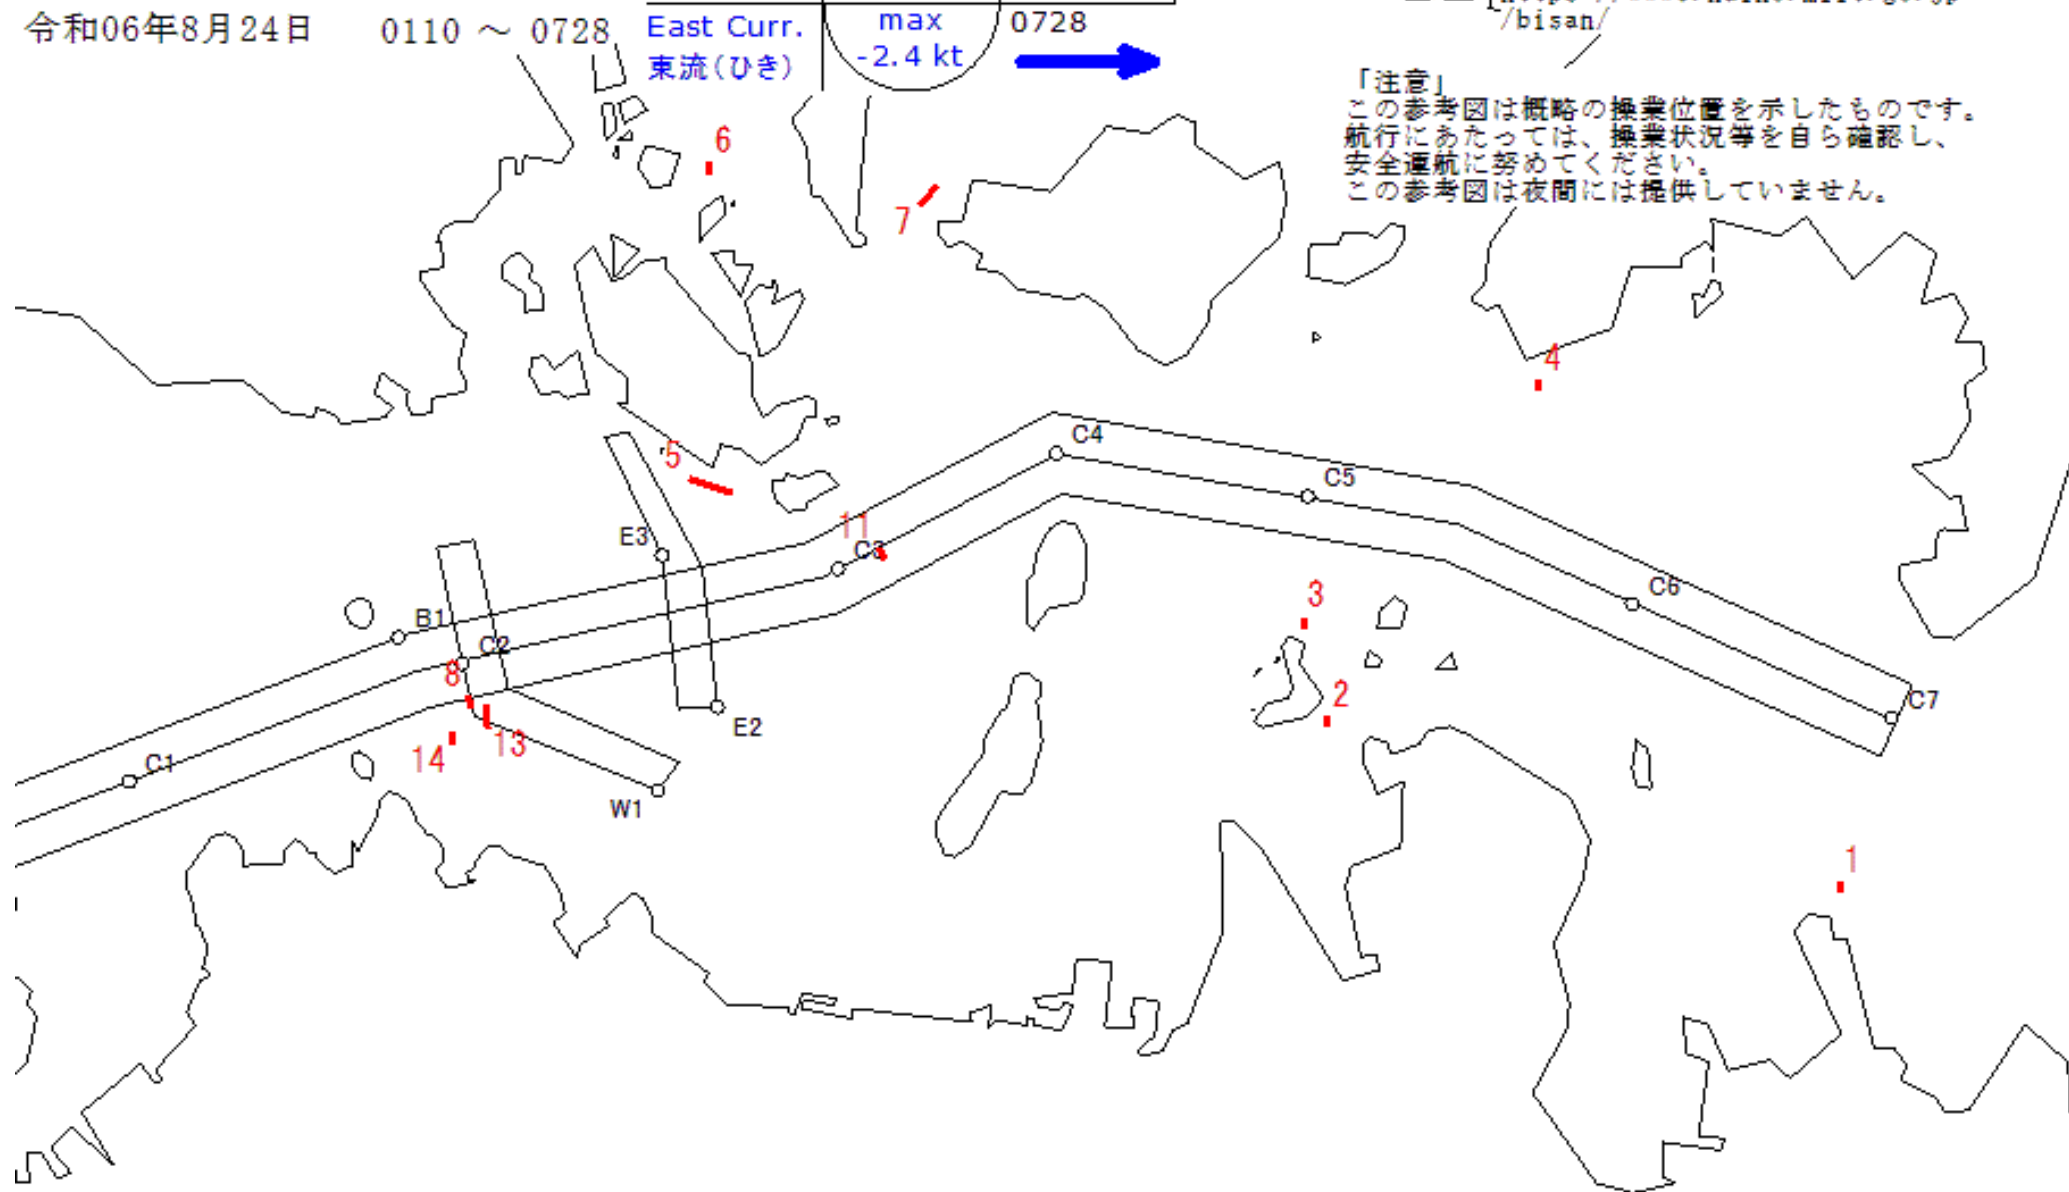 令和06年8月24日 0110 ～ 0728
East Curr.
東流(ひき)
max
-2.4 kt
0728
/bisan/
「注意」
この参考図は概略の操業位置を示したものです。
航行にあたっては、操業状況等を自ら確認し、
安全運航に努めてください。
この参考図は夜間には提供していません。
6
7
4
C4
5
C5
11
E3
C3
C6
3
B1
C2
8
2
C7
E2
13
14
C1
W1
1